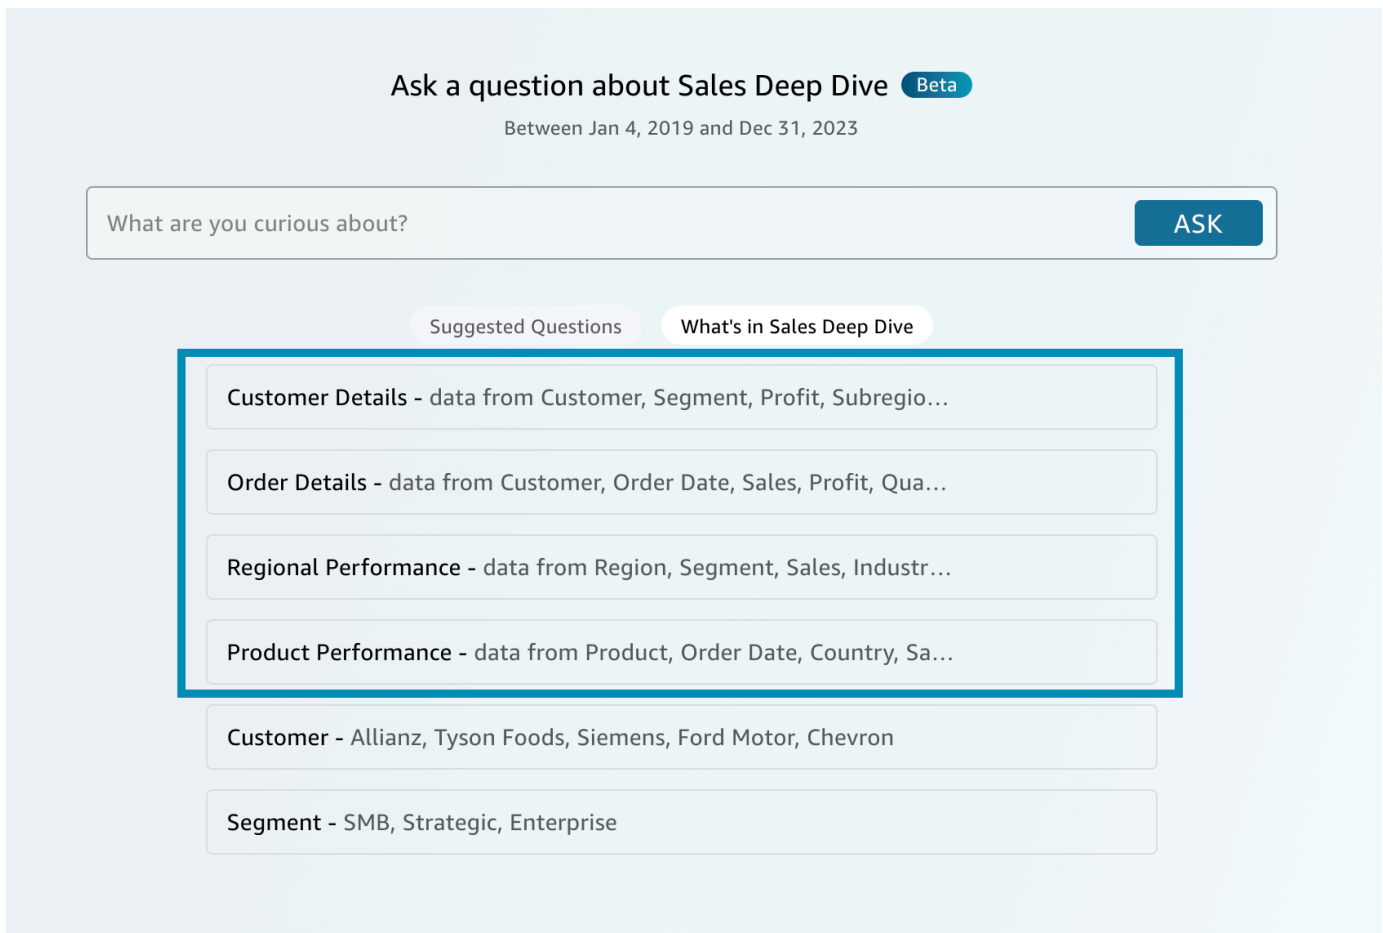 Ask a question about Sales Deep Dive Beta
Between Jan 4, 2019 and Dec 31, 2023
What are you curious about? ASK
Suggested Questions What's in Sales Deep Dive
Customer Details - data from Customer, Segment, Profit, Subregio...
Order Details - data from Customer, Order Date, Sales, Profit, Qua...
Regional Performance - data from Region, Segment, Sales, Industr...
Product Performance - data from Product, Order Date, Country, Sa...
Customer - Allianz, Tyson Foods, Siemens, Ford Motor, Chevron
Segment - SMB, Strategic, Enterprise